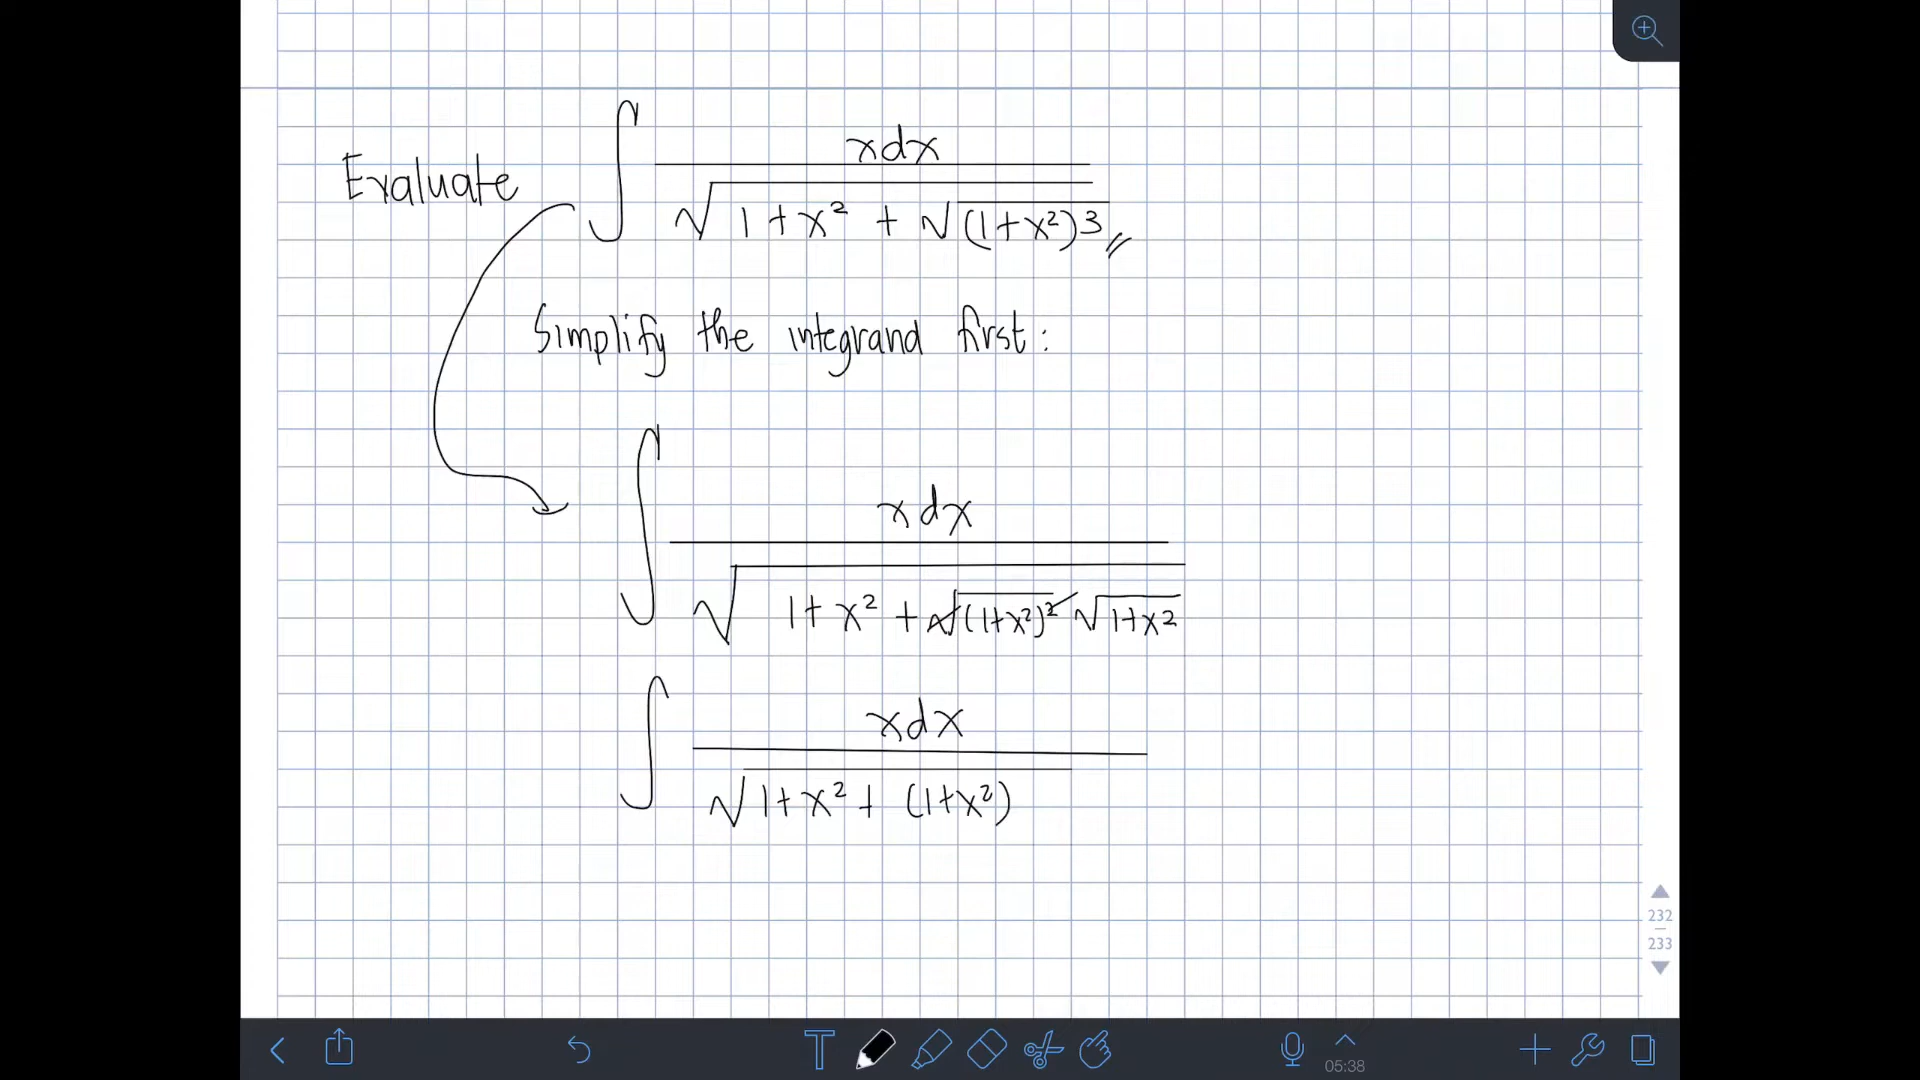 Evaluate ∫ xdx / √(1+x² + √(1+x²)³)
Simplify the integrand first:
∫ xdx / √(1+x² + √(1+x²)² √(1+x²))
∫ xdx / √(1+x² + (1+x²))
232
233
T
05:38